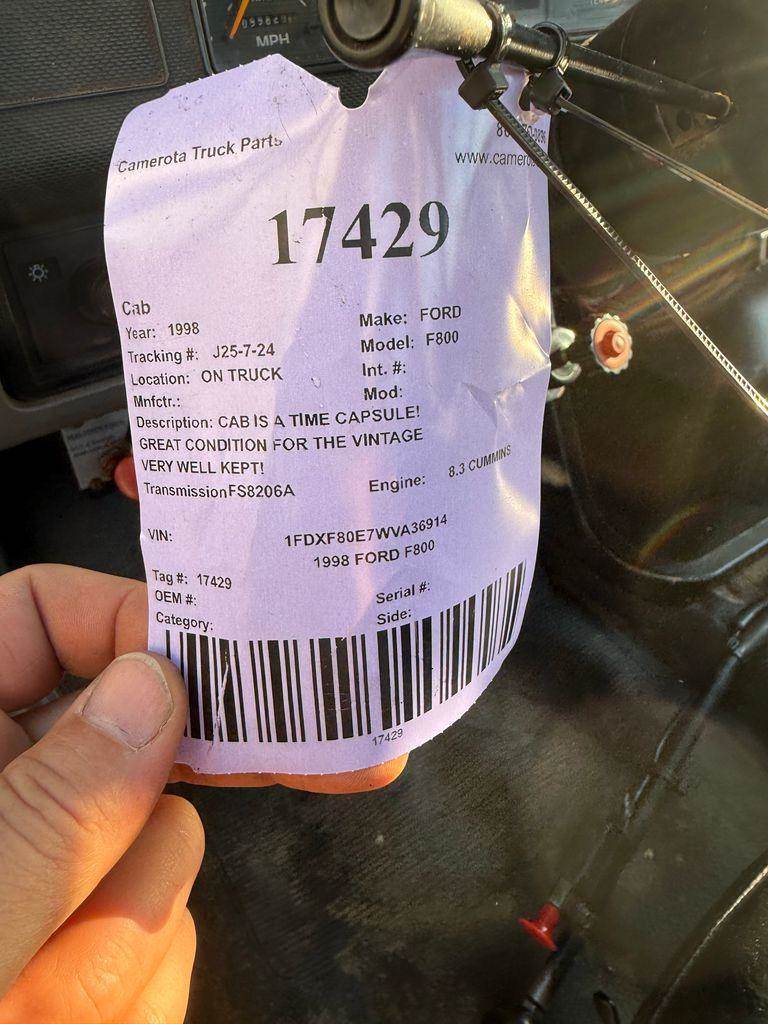 MPH
Camerota Truck Parts
www.camero
17429
Cab
Year: 1998
Make: FORD
Tracking #: J25-7-24
Model: F800
Location: ON TRUCK
Int. #:
Mnfctr.:
Mod:
Description: CAB IS A TIME CAPSULE!
GREAT CONDITION FOR THE VINTAGE
VERY WELL KEPT!
TransmissionFS8206A
Engine: 8.3 CUMMINS
VIN: 1FDXF80E7WVA36914
1998 FORD F800
Tag #: 17429
OEM #:
Serial #:
Category:
Side:
17429